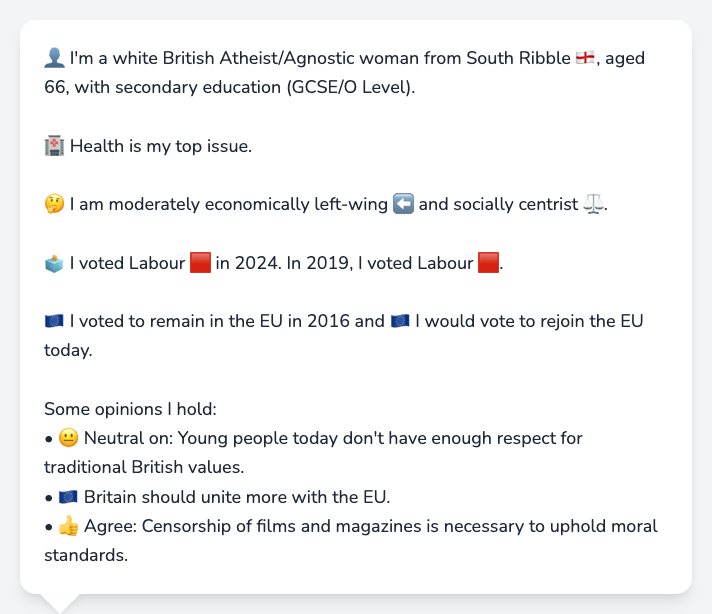 👤 I'm a white British Atheist/Agnostic woman from South Ribble 🏴󠁧󠁢󠁥󠁮󠁧󠁿, aged
66, with secondary education (GCSE/O Level).
🏥 Health is my top issue.
🤔 I am moderately economically left-wing ⬅️ and socially centrist ⚖️.
🗳️ I voted Labour 🟥 in 2024. In 2019, I voted Labour 🟥.
🇪🇺 I voted to remain in the EU in 2016 and 🇪🇺 I would vote to rejoin the EU
today.
Some opinions I hold:
• 😐 Neutral on: Young people today don't have enough respect for
traditional British values.
• 🇪🇺 Britain should unite more with the EU.
• 👍 Agree: Censorship of films and magazines is necessary to uphold moral
standards.